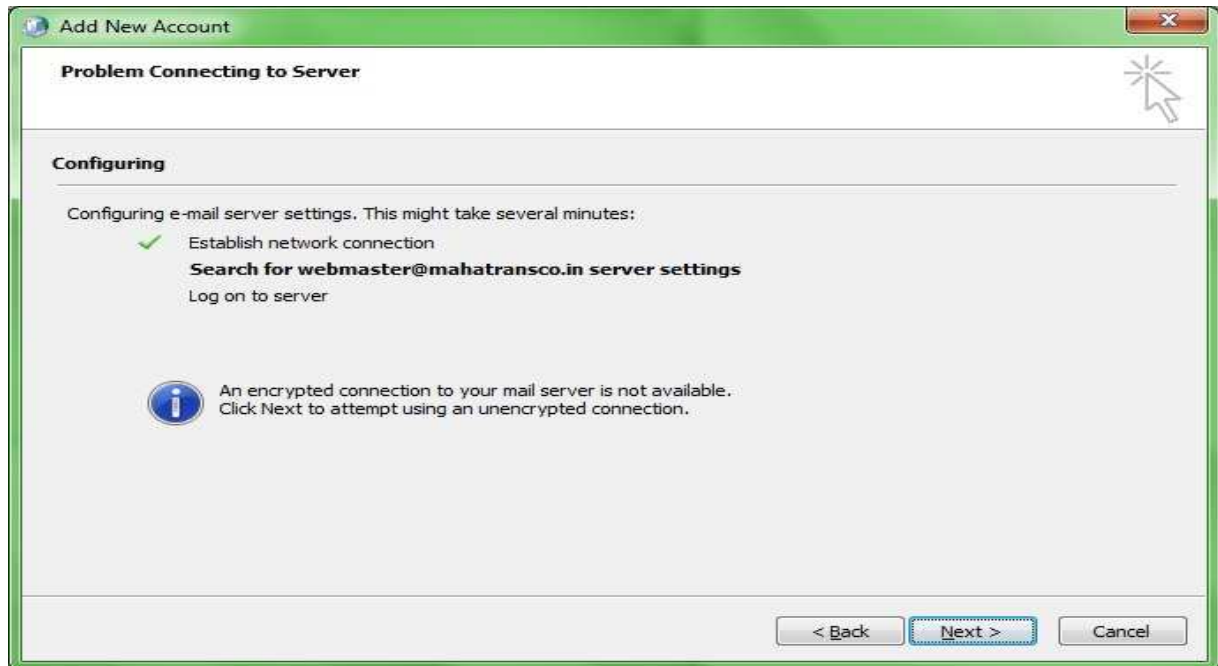 Add New Account
Problem Connecting to Server
Configuring
Configuring e-mail server settings. This might take several minutes:
Establish network connection
Search for webmaster@mahatransco.in server settings
Log on to server
An encrypted connection to your mail server is not available.
Click Next to attempt using an unencrypted connection.
< Back Next > Cancel